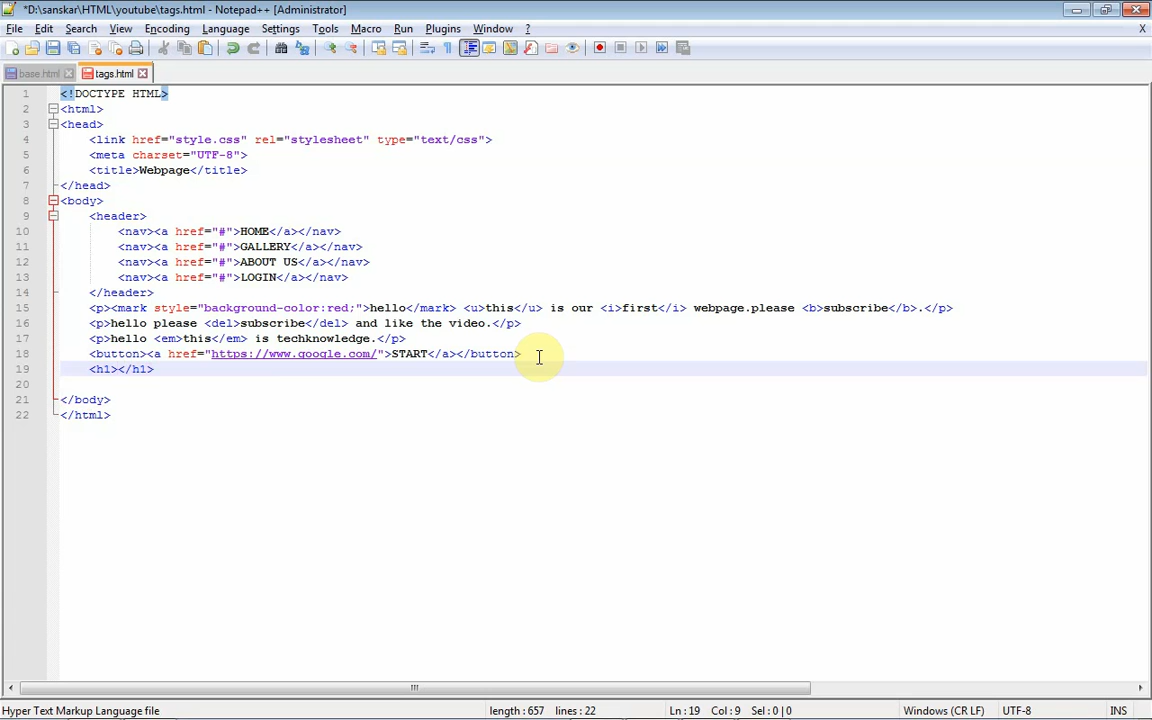 *D:\sanskar\HTML\youtube\tags.html - Notepad++ [Administrator]
File Edit Search View Encoding Language Settings Tools Macro Run Plugins Window ? X
base.html tags.html
1 <!DOCTYPE HTML>
2 <html>
3 <head>
4 <link href="style.css" rel="stylesheet" type="text/css">
5 <meta charset="UTF-8">
6 <title>Webpage</title>
7 </head>
8 <body>
9 <header>
10 <nav><a href="#">HOME</a></nav>
11 <nav><a href="#">GALLERY</a></nav>
12 <nav><a href="#">ABOUT US</a></nav>
13 <nav><a href="#">LOGIN</a></nav>
14 </header>
15 <p><mark style="background-color:red;">hello</mark> <u>this</u> is our <i>first</i> webpage.please <b>subscribe</b>.</p>
16 <p>hello please <del>subscribe</del> and like the video.</p>
17 <p>hello <em>this</em> is techknowledge.</p>
18 <button><a href="https://www.google.com/">START</a></button>
19 <h1></h1>
20
21 </body>
22 </html>
Hyper Text Markup Language file length : 657 lines : 22 Ln : 19 Col : 9 Sel : 0 | 0 Windows (CR LF) UTF-8 INS